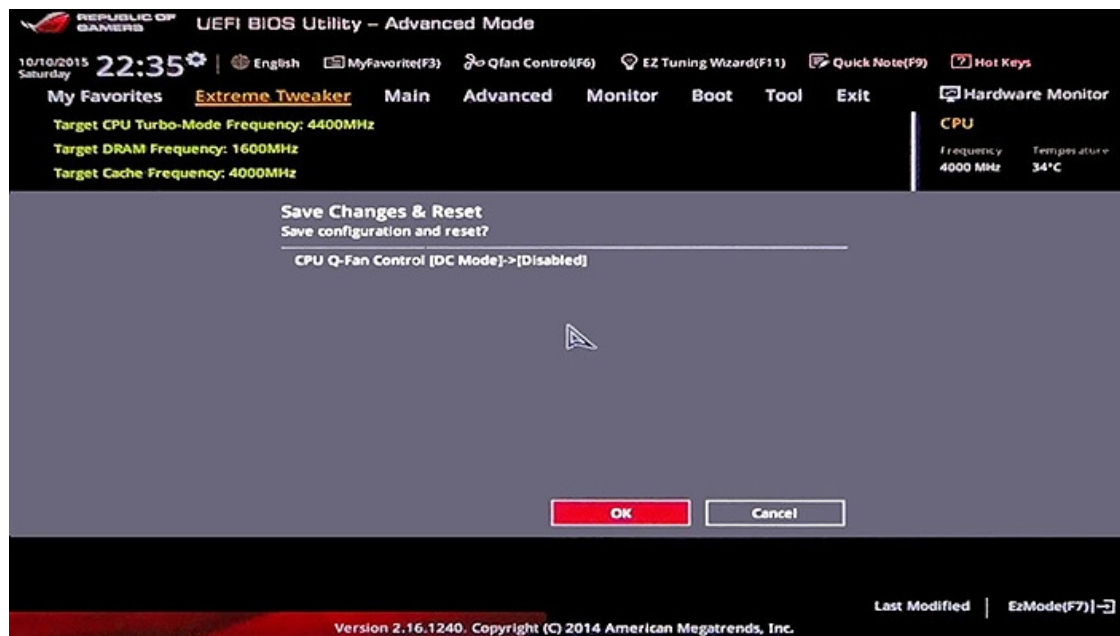 REPUBLIC OF GAMERS UEFI BIOS Utility – Advanced Mode
10/10/2015 Saturday 22:35 English MyFavorite(F3) Qfan Control(F6) EZ Tuning Wizard(F11) Quick Note(F9) ? Hot Keys
My Favorites Extreme Tweaker Main Advanced Monitor Boot Tool Exit Hardware Monitor
Target CPU Turbo-Mode Frequency: 4400MHz
Target DRAM Frequency: 1600MHz
Target Cache Frequency: 4000MHz
CPU
Frequency Temperature
4000 MHz 34°C
Save Changes & Reset
Save configuration and reset?
CPU Q-Fan Control [DC Mode]->[Disabled]
OK Cancel
Last Modified | EzMode(F7)
Version 2.16.1240. Copyright (C) 2014 American Megatrends, Inc.